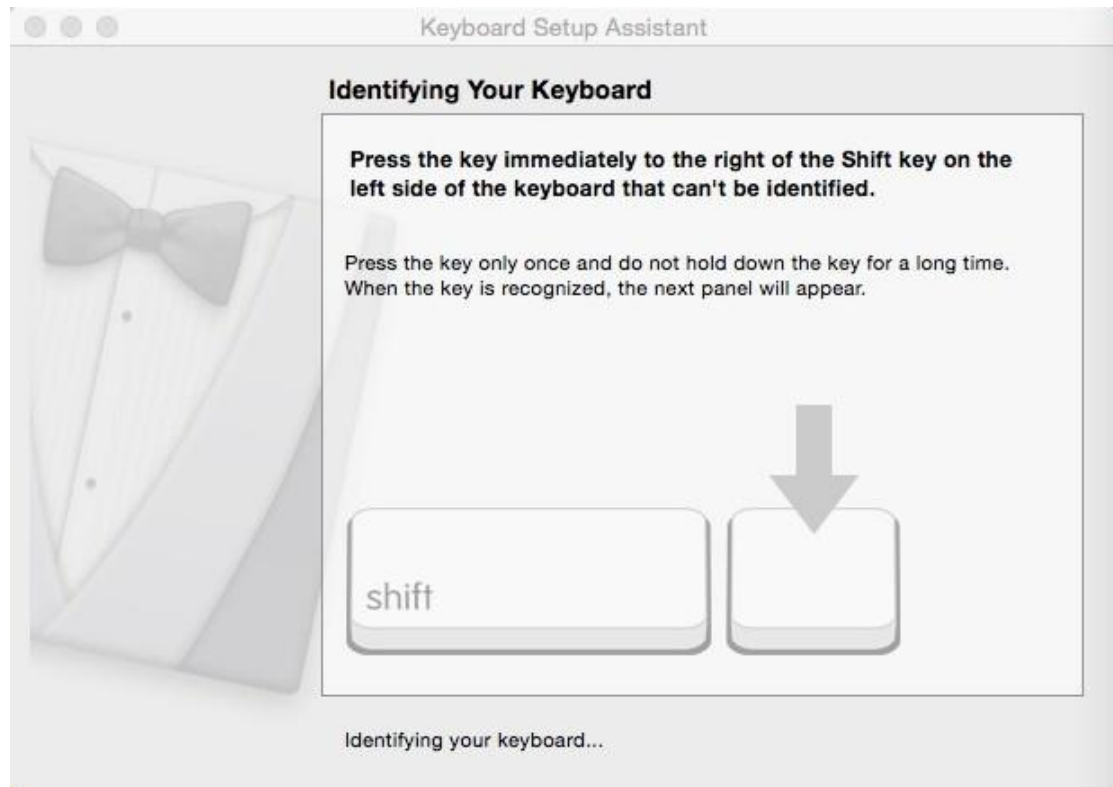 Keyboard Setup Assistant
Identifying Your Keyboard
Press the key immediately to the right of the Shift key on the
left side of the keyboard that can't be identified.
Press the key only once and do not hold down the key for a long time.
When the key is recognized, the next panel will appear.
shift
Identifying your keyboard...